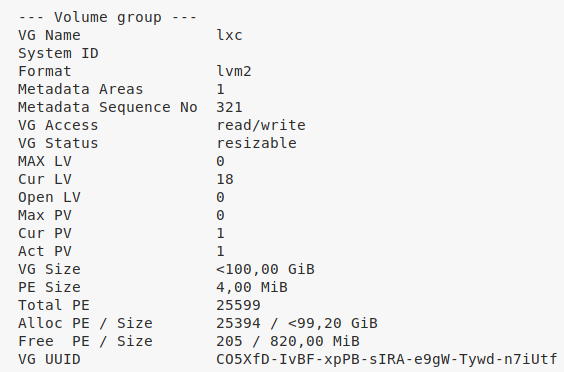 --- Volume group ---
VG Name lxc
System ID
Format lvm2
Metadata Areas 1
Metadata Sequence No 321
VG Access read/write
VG Status resizable
MAX LV 0
Cur LV 18
Open LV 0
Max PV 0
Cur PV 1
Act PV 1
VG Size <100,00 GiB
PE Size 4,00 MiB
Total PE 25599
Alloc PE / Size 25394 / <99,20 GiB
Free PE / Size 205 / 820,00 MiB
VG UUID CO5XfD-IvBF-xpPB-sIRA-e9gW-Tywd-n7iUtf